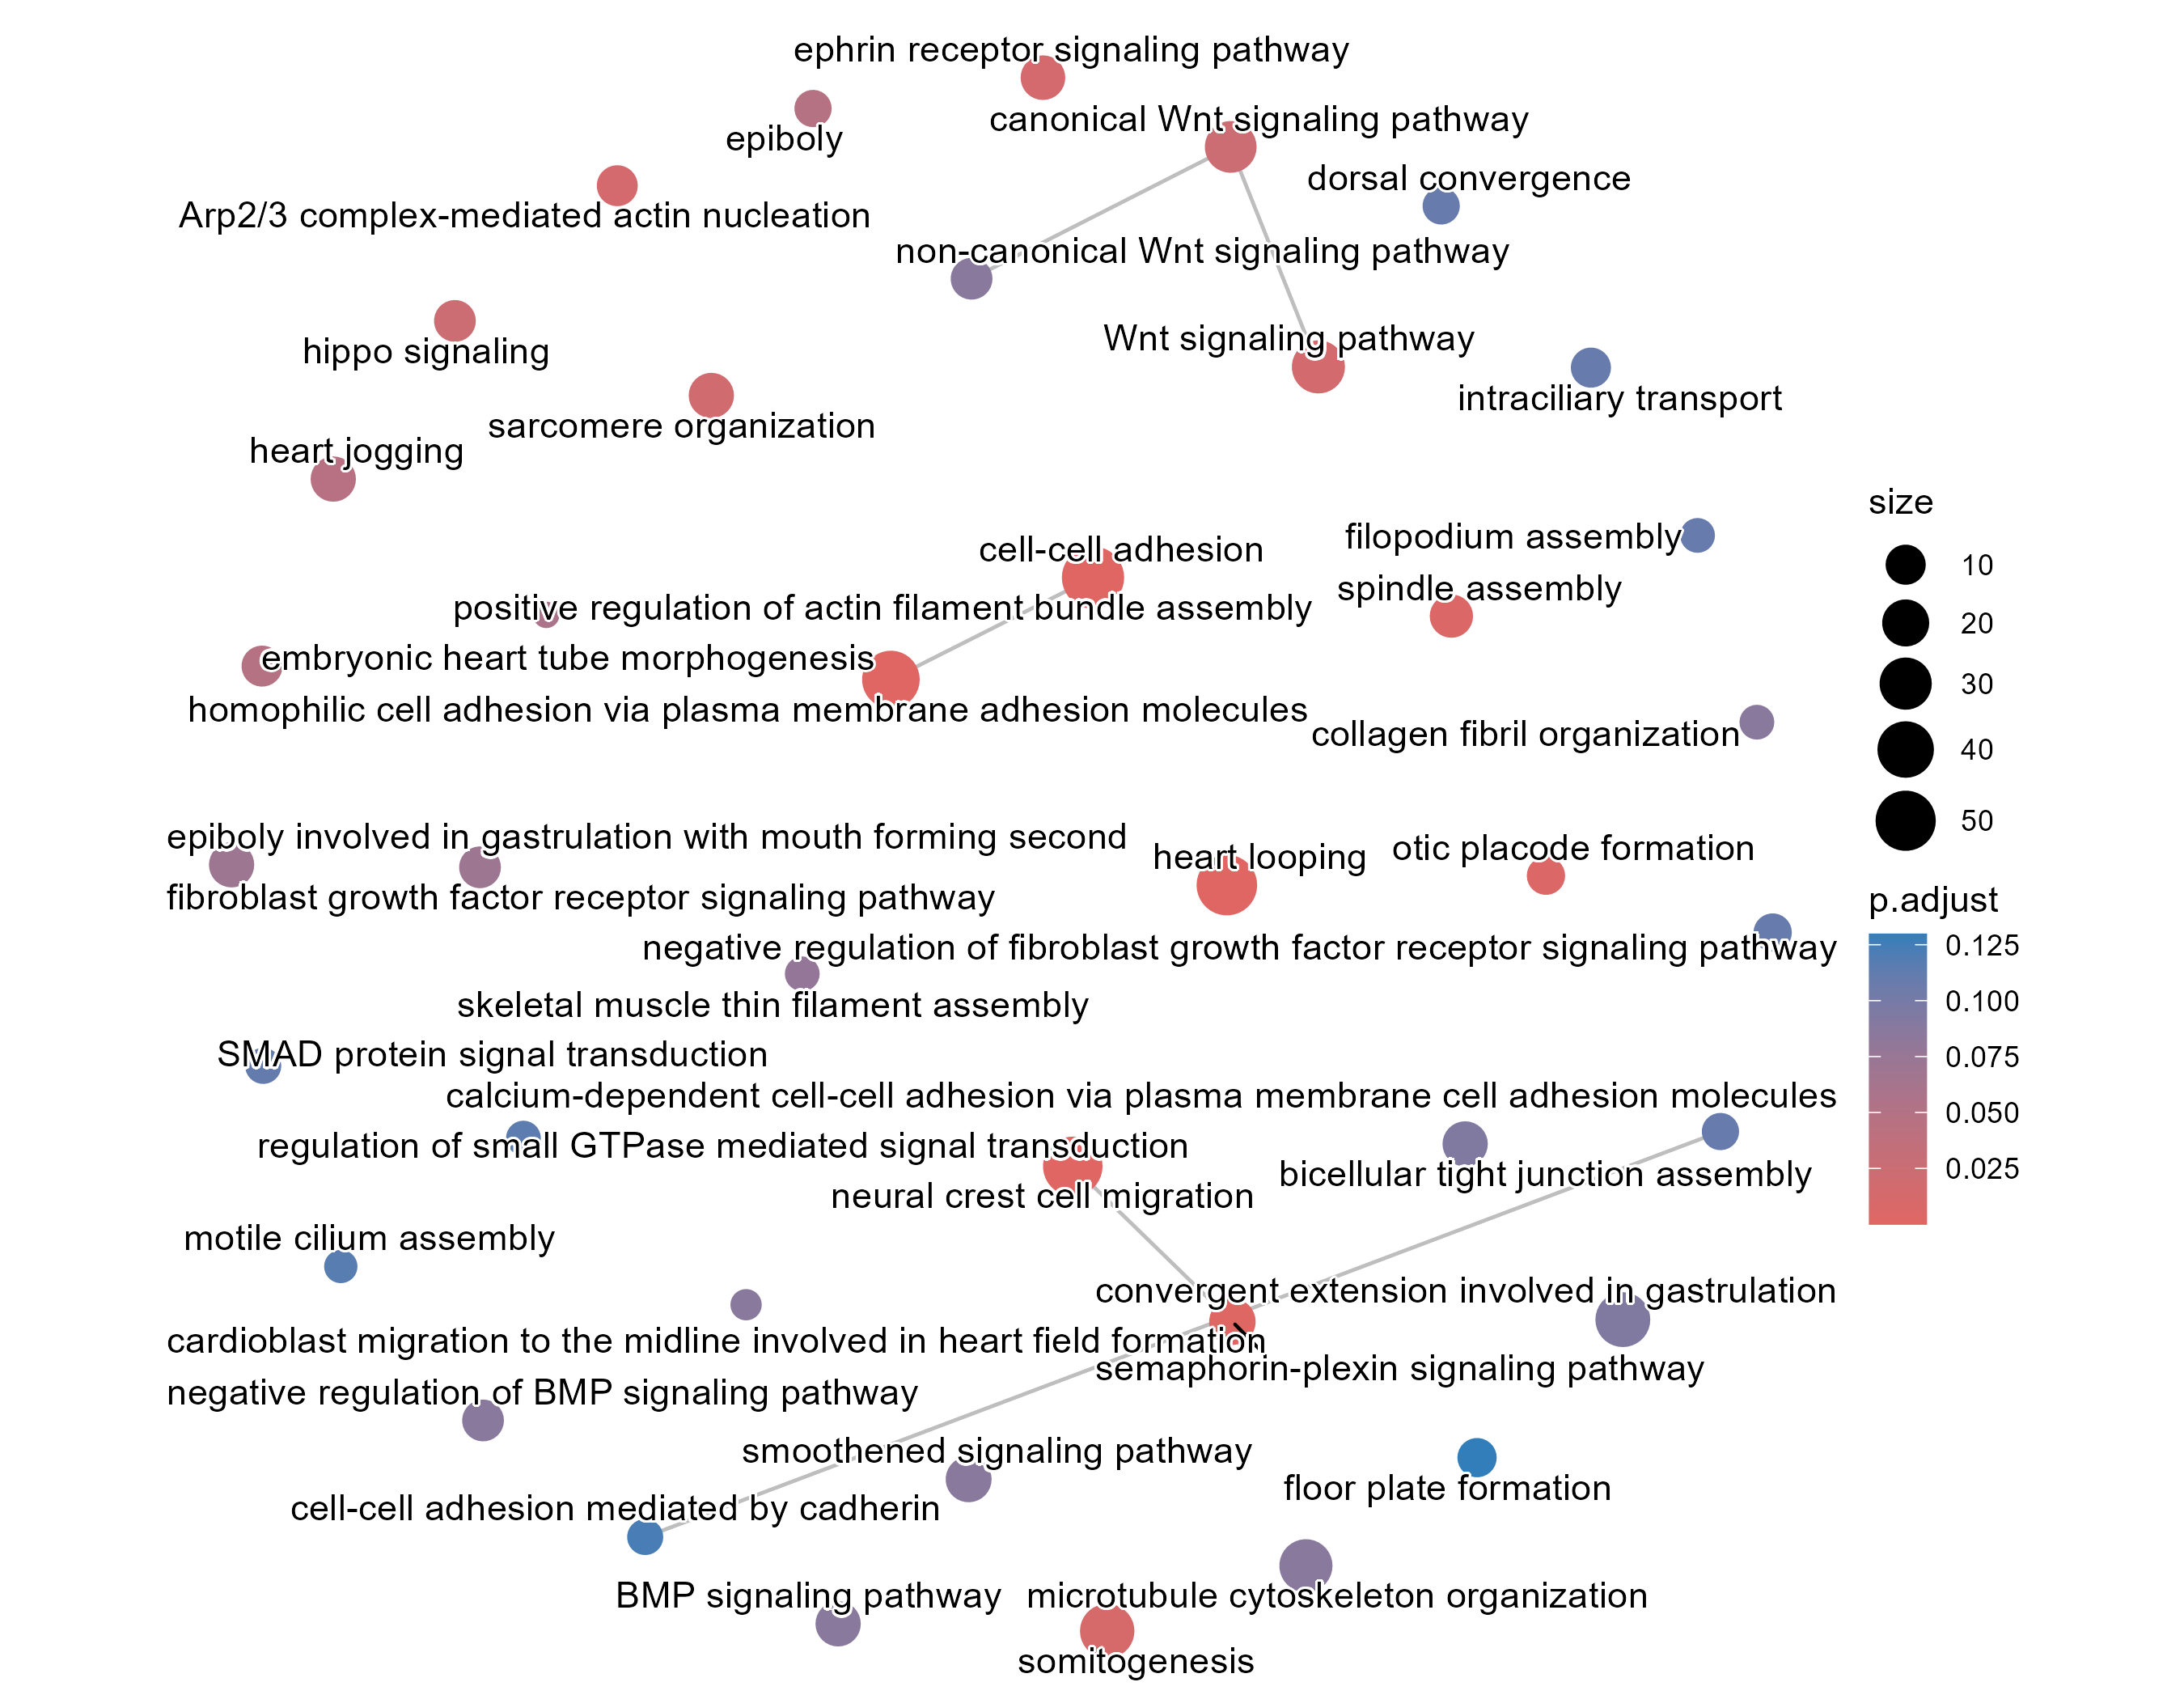 ephrin receptor signaling pathway
epiboly
canonical Wnt signaling pathway
dorsal convergence
Arp2/3 complex-mediated actin nucleation
non-canonical Wnt signaling pathway
hippo signaling
Wnt signaling pathway
intraciliary transport
sarcomere organization
heart jogging
size
cell-cell adhesion
filopodium assembly
10
spindle assembly
positive regulation of actin filament bundle assembly
20
embryonic heart tube morphogenesis
30
homophilic cell adhesion via plasma membrane adhesion molecules
collagen fibril organization
40
50
epiboly involved in gastrulation with mouth forming second
heart looping
otic placode formation
fibroblast growth factor receptor signaling pathway
p.adjust
negative regulation of fibroblast growth factor receptor signaling pathway
0.125
skeletal muscle thin filament assembly
0.100
SMAD protein signal transduction
0.075
calcium-dependent cell-cell adhesion via plasma membrane cell adhesion molecules
0.050
regulation of small GTPase mediated signal transduction
bicellular tight junction assembly
0.025
neural crest cell migration
motile cilium assembly
convergent extension involved in gastrulation
cardioblast migration to the midline involved in heart field formation
semaphorin-plexin signaling pathway
negative regulation of BMP signaling pathway
smoothened signaling pathway
floor plate formation
cell-cell adhesion mediated by cadherin
BMP signaling pathway
microtubule cytoskeleton organization
somitogenesis